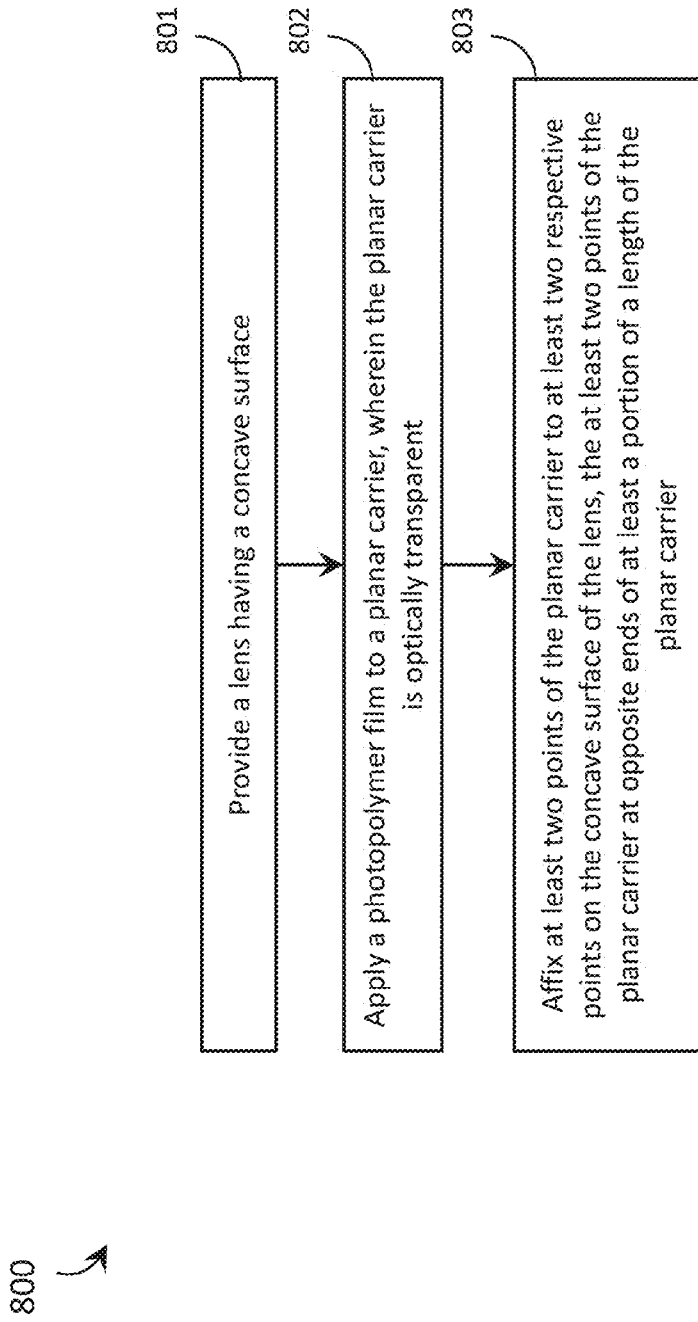 800
801
Provide a lens having a concave surface
802
Apply a photopolymer film to a planar carrier, wherein the planar carrier
is optically transparent
803
Affix at least two points of the planar carrier to at least two respective
points on the concave surface of the lens, the at least two points of the
planar carrier at opposite ends of at least a portion of a length of the
planar carrier